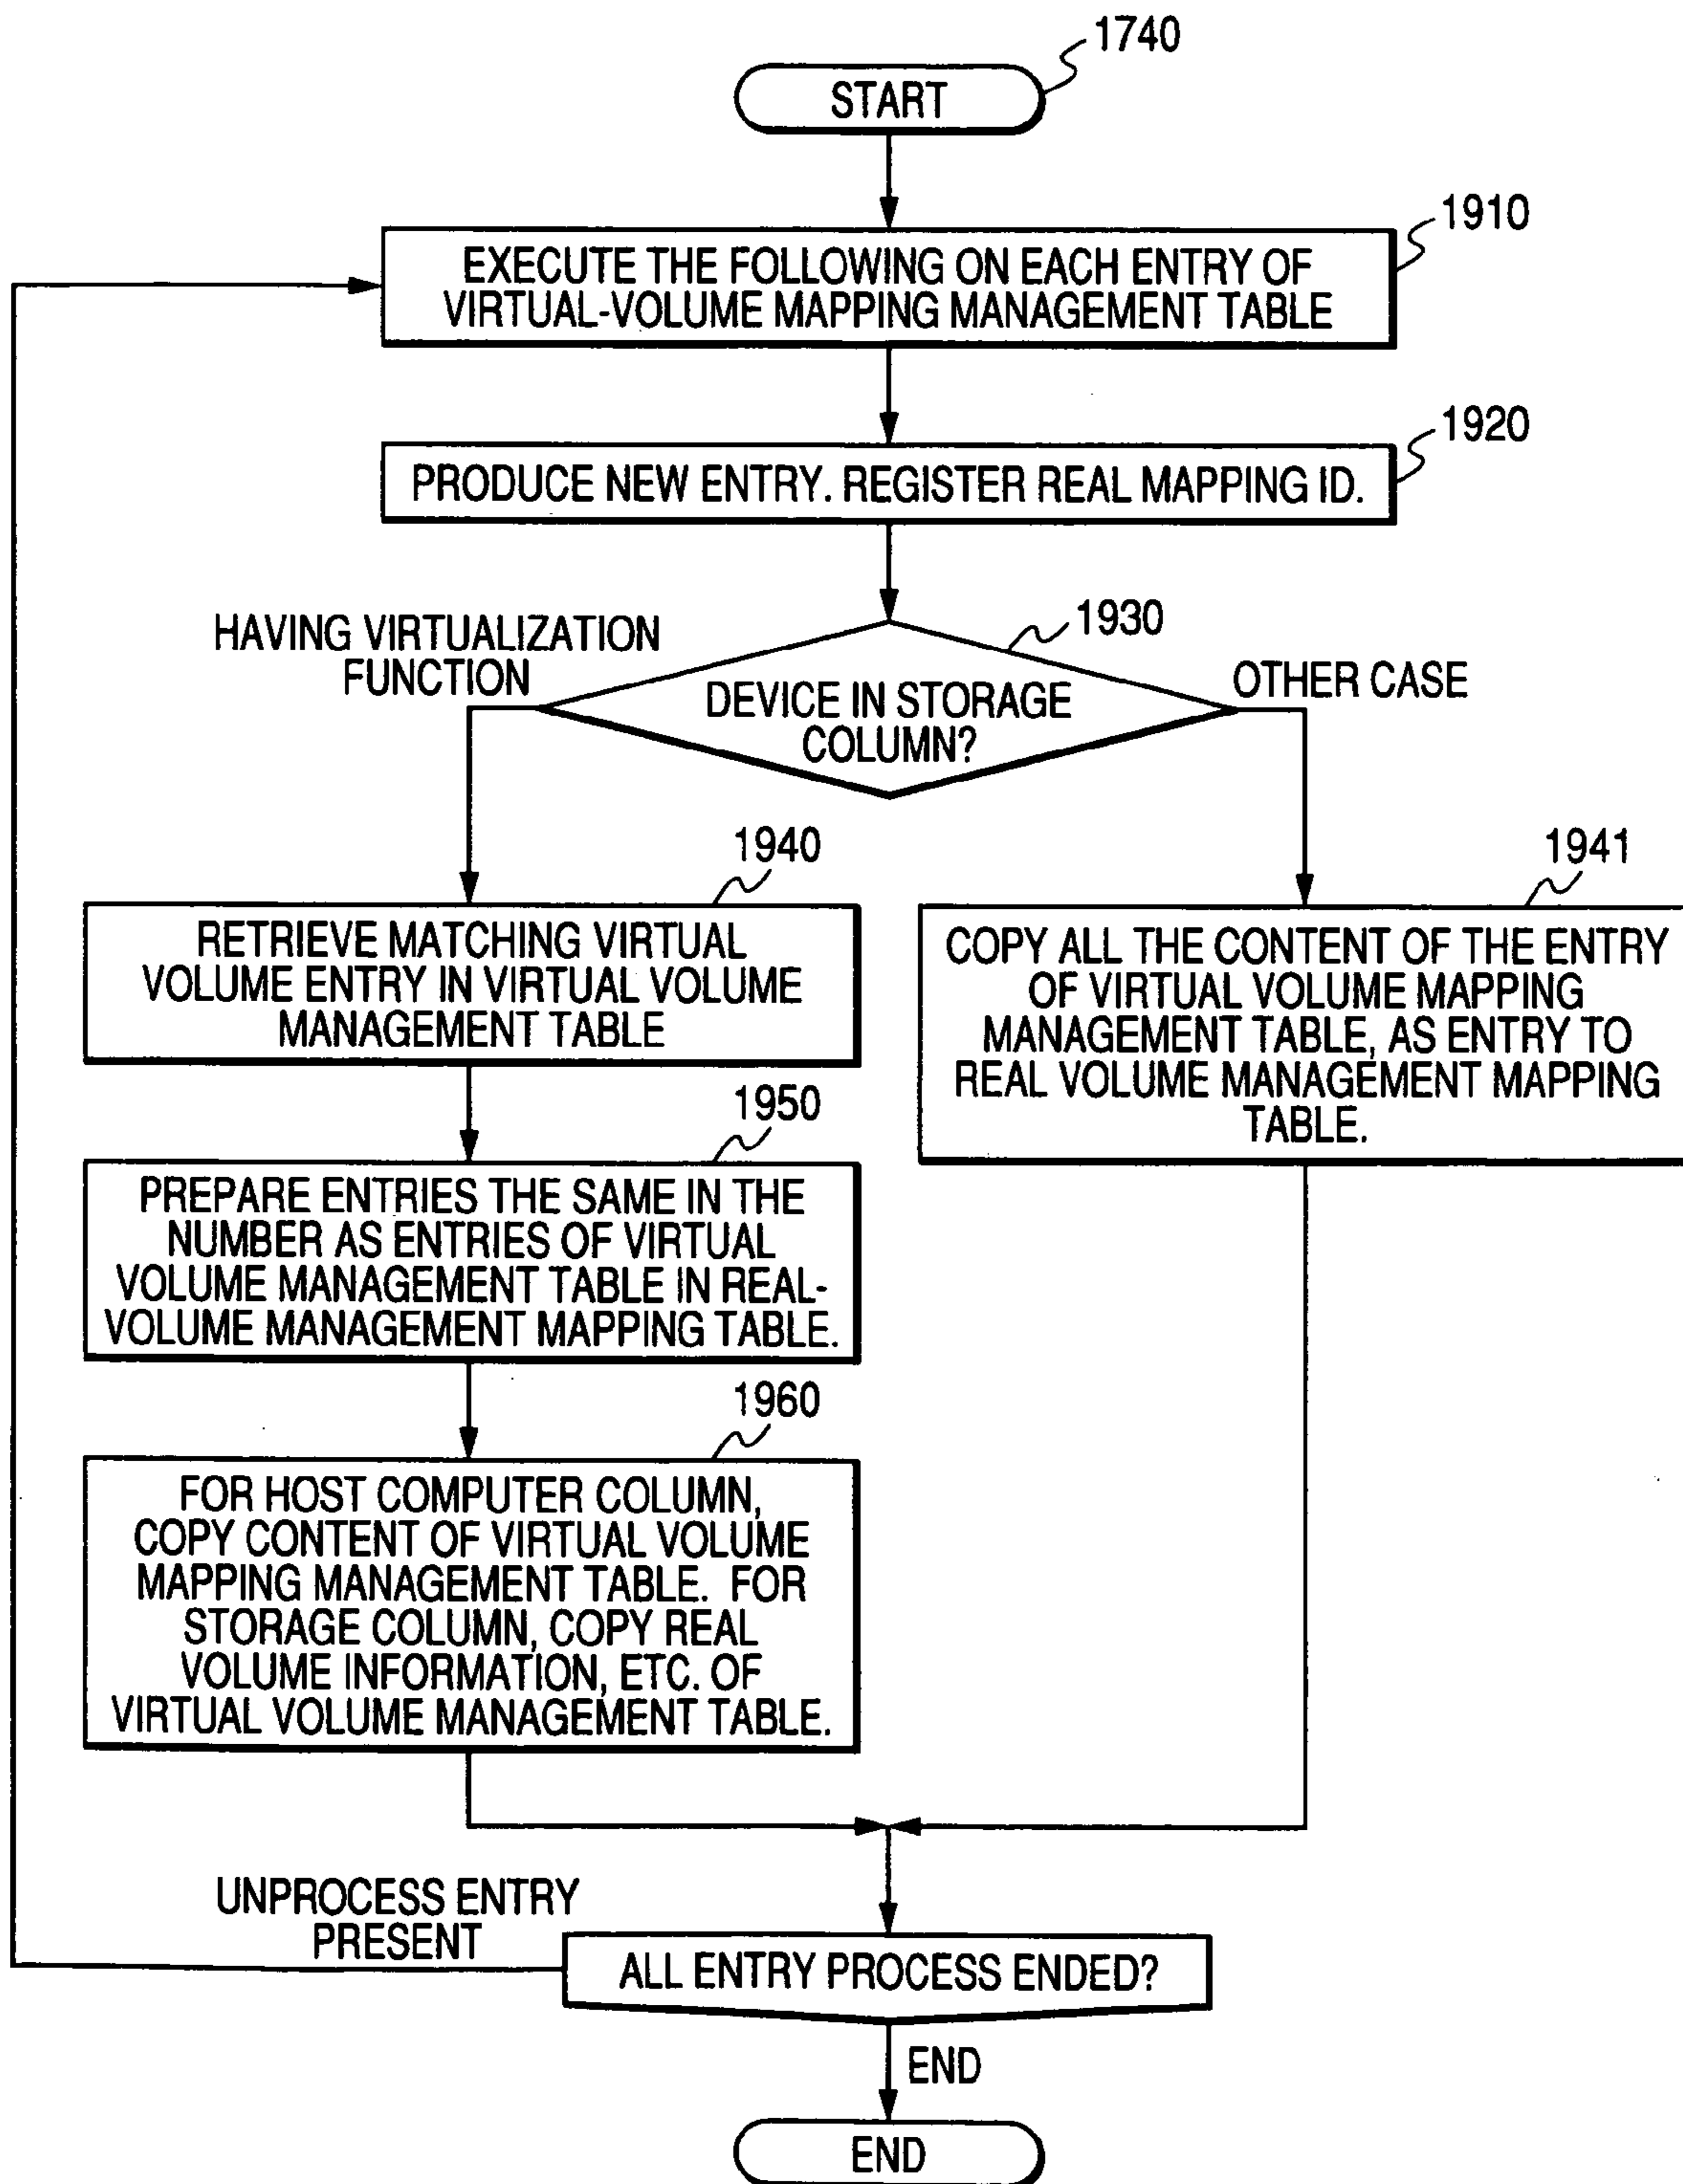 1740
START
1910
EXECUTE THE FOLLOWING ON EACH ENTRY OF
VIRTUAL-VOLUME MAPPING MANAGEMENT TABLE
1920
PRODUCE NEW ENTRY. REGISTER REAL MAPPING ID.
1930
HAVING VIRTUALIZATION
FUNCTION
DEVICE IN STORAGE
COLUMN?
OTHER CASE
1940
RETRIEVE MATCHING VIRTUAL
VOLUME ENTRY IN VIRTUAL VOLUME
MANAGEMENT TABLE
1941
COPY ALL THE CONTENT OF THE ENTRY
OF VIRTUAL VOLUME MAPPING
MANAGEMENT TABLE, AS ENTRY TO
REAL VOLUME MANAGEMENT MAPPING
TABLE.
1950
PREPARE ENTRIES THE SAME IN THE
NUMBER AS ENTRIES OF VIRTUAL
VOLUME MANAGEMENT TABLE IN REAL-
VOLUME MANAGEMENT MAPPING TABLE.
1960
FOR HOST COMPUTER COLUMN,
COPY CONTENT OF VIRTUAL VOLUME
MAPPING MANAGEMENT TABLE. FOR
STORAGE COLUMN, COPY REAL
VOLUME INFORMATION, ETC. OF
VIRTUAL VOLUME MANAGEMENT TABLE.
UNPROCESS ENTRY
PRESENT
ALL ENTRY PROCESS ENDED?
END
END